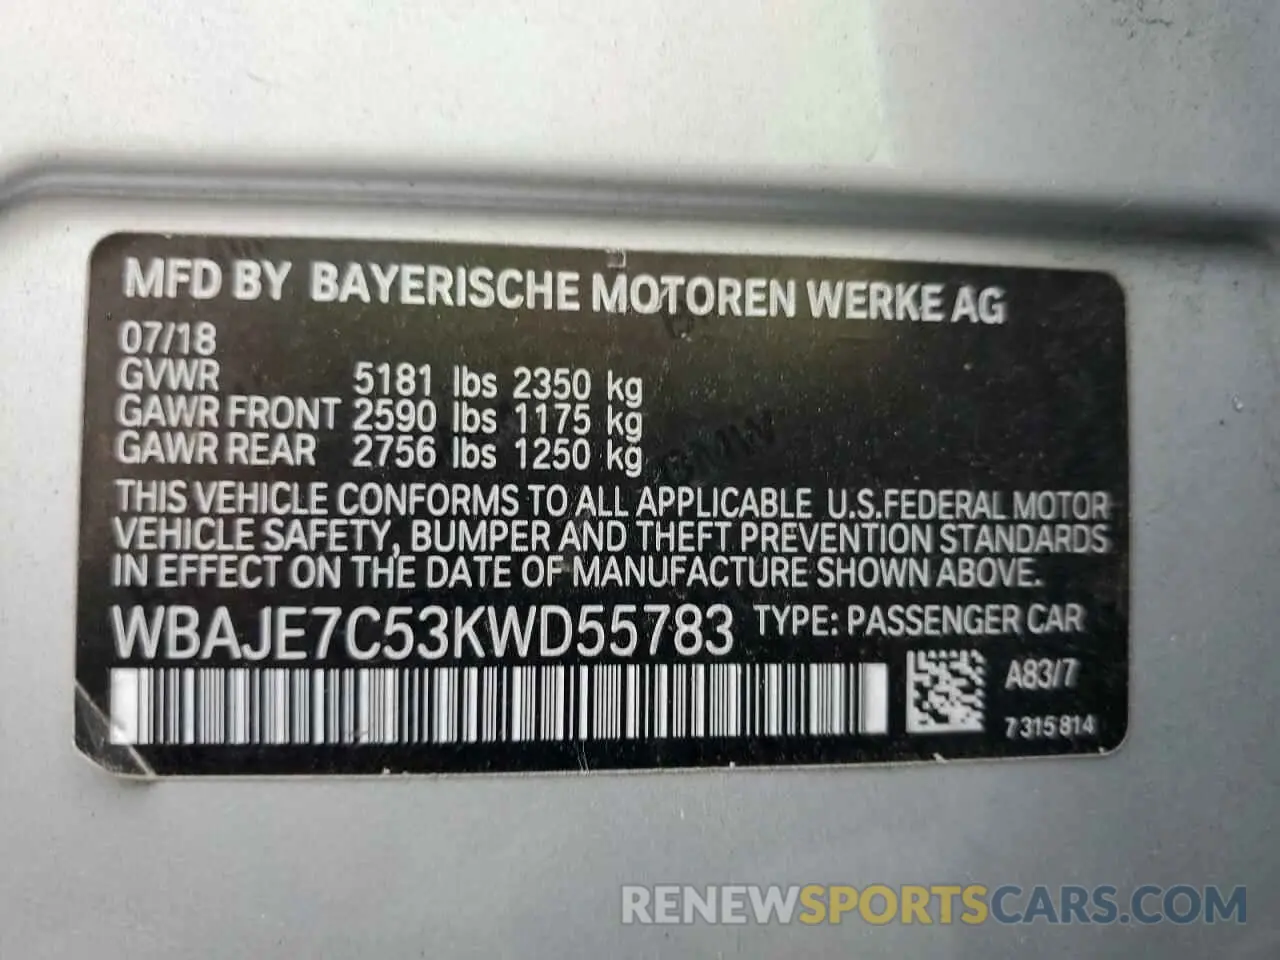 MFD BY BAYERISCHE MOTOREN WERKE AG
07/18
GVWR 5181 lbs 2350 kg
GAWR FRONT 2590 lbs 1175 kg
GAWR REAR 2756 lbs 1250 kg
THIS VEHICLE CONFORMS TO ALL APPLICABLE U.S.FEDERAL MOTOR
VEHICLE SAFETY, BUMPER AND THEFT PREVENTION STANDARDS
IN EFFECT ON THE DATE OF MANUFACTURE SHOWN ABOVE.
WBAJE7C53KWD55783 TYPE: PASSENGER CAR
A83/7
7 315 814
BMW
RENEWSPORTSCARS.COM